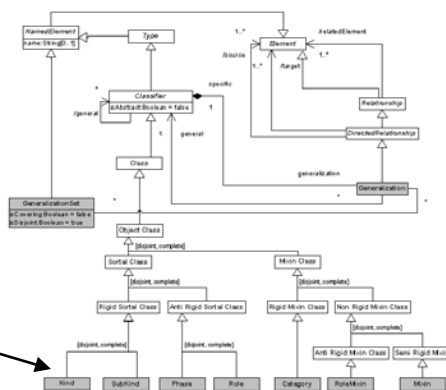 NamedElement
name:String[0..1]
Type
Element
1..*
/source
1..*
/target
/relatedElement
Classifier
isAbstract:Boolean = false
*
/general
specific
1
1
general
Relationship
DirectedRelationship
Class
generalization
Generalization
GeneralizationSet
isCovering:Boolean = false
isDisjoint:Boolean = true
*
*
*
Object Class
{disjoint, complete}
Sortal Class
Mixin Class
{disjoint, complete}
{disjoint, complete}
Rigid Sortal Class
Anti Rigid Sortal Class
Rigid Mixin Class
Non Rigid Mixin Class
{disjoint, complete}
{disjoint, complete}
{disjoint, complete}
Anti Rigid Mixin Class
Semi Rigid Mixin
Kind
SubKind
Phase
Role
Category
RoleMixin
Mixin